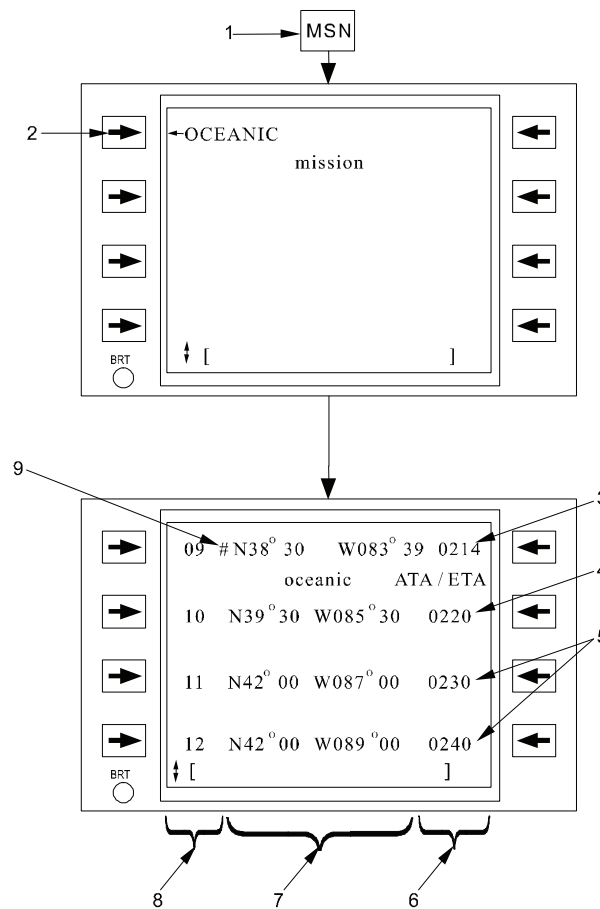 1 MSN
2 ←OCEANIC
mission
[ ]
BRT
9 3
09 #N38° 30 W083° 39 0214
oceanic ATA / ETA 4
10 N39°30 W085°30 0220
5
11 N42° 00 W087° 00 0230
12 N42°00 W089°00 0240
BRT [ ]
8 7 6